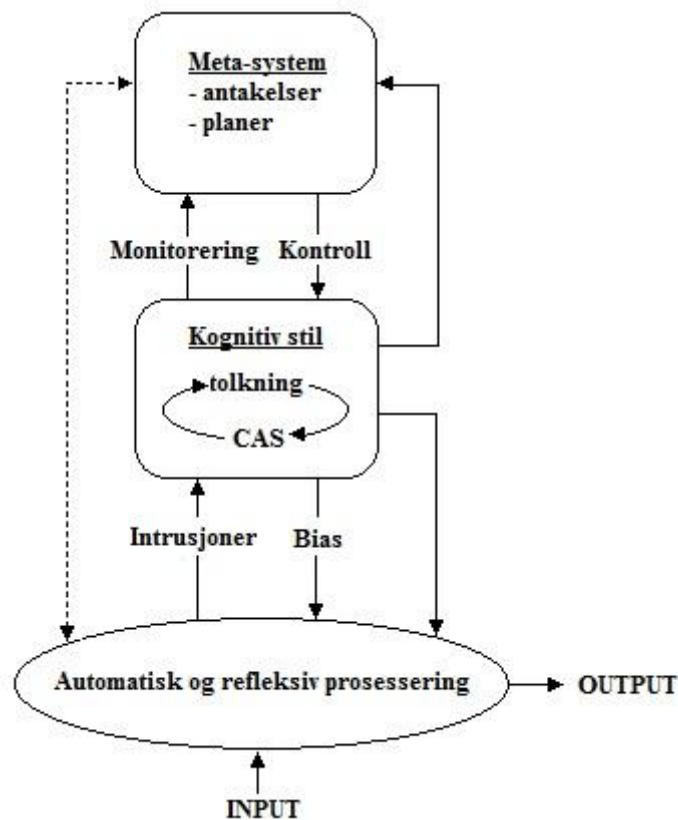 Meta-system
- antakelser
- planer
Monitorering Kontroll
Kognitiv stil
tolkning
CAS
Intrusjoner Bias
Automatisk og refleksiv prosessering
OUTPUT
INPUT